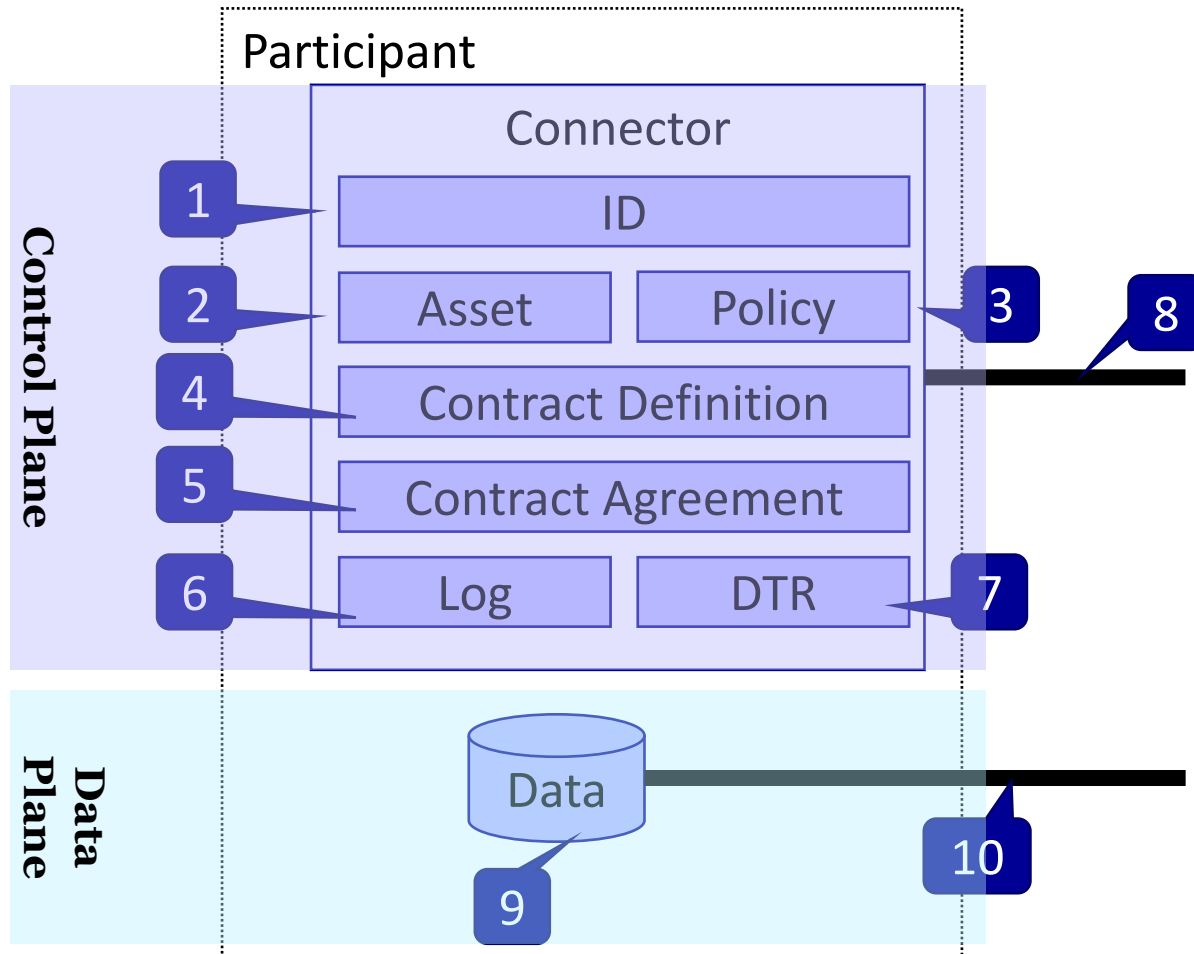 Participant
Connector
1
ID
2
Asset
Policy
3
8
4
Contract Definition
5
Contract Agreement
6
Log
DTR
7
Control Plane
Data
10
9
Data
Plane